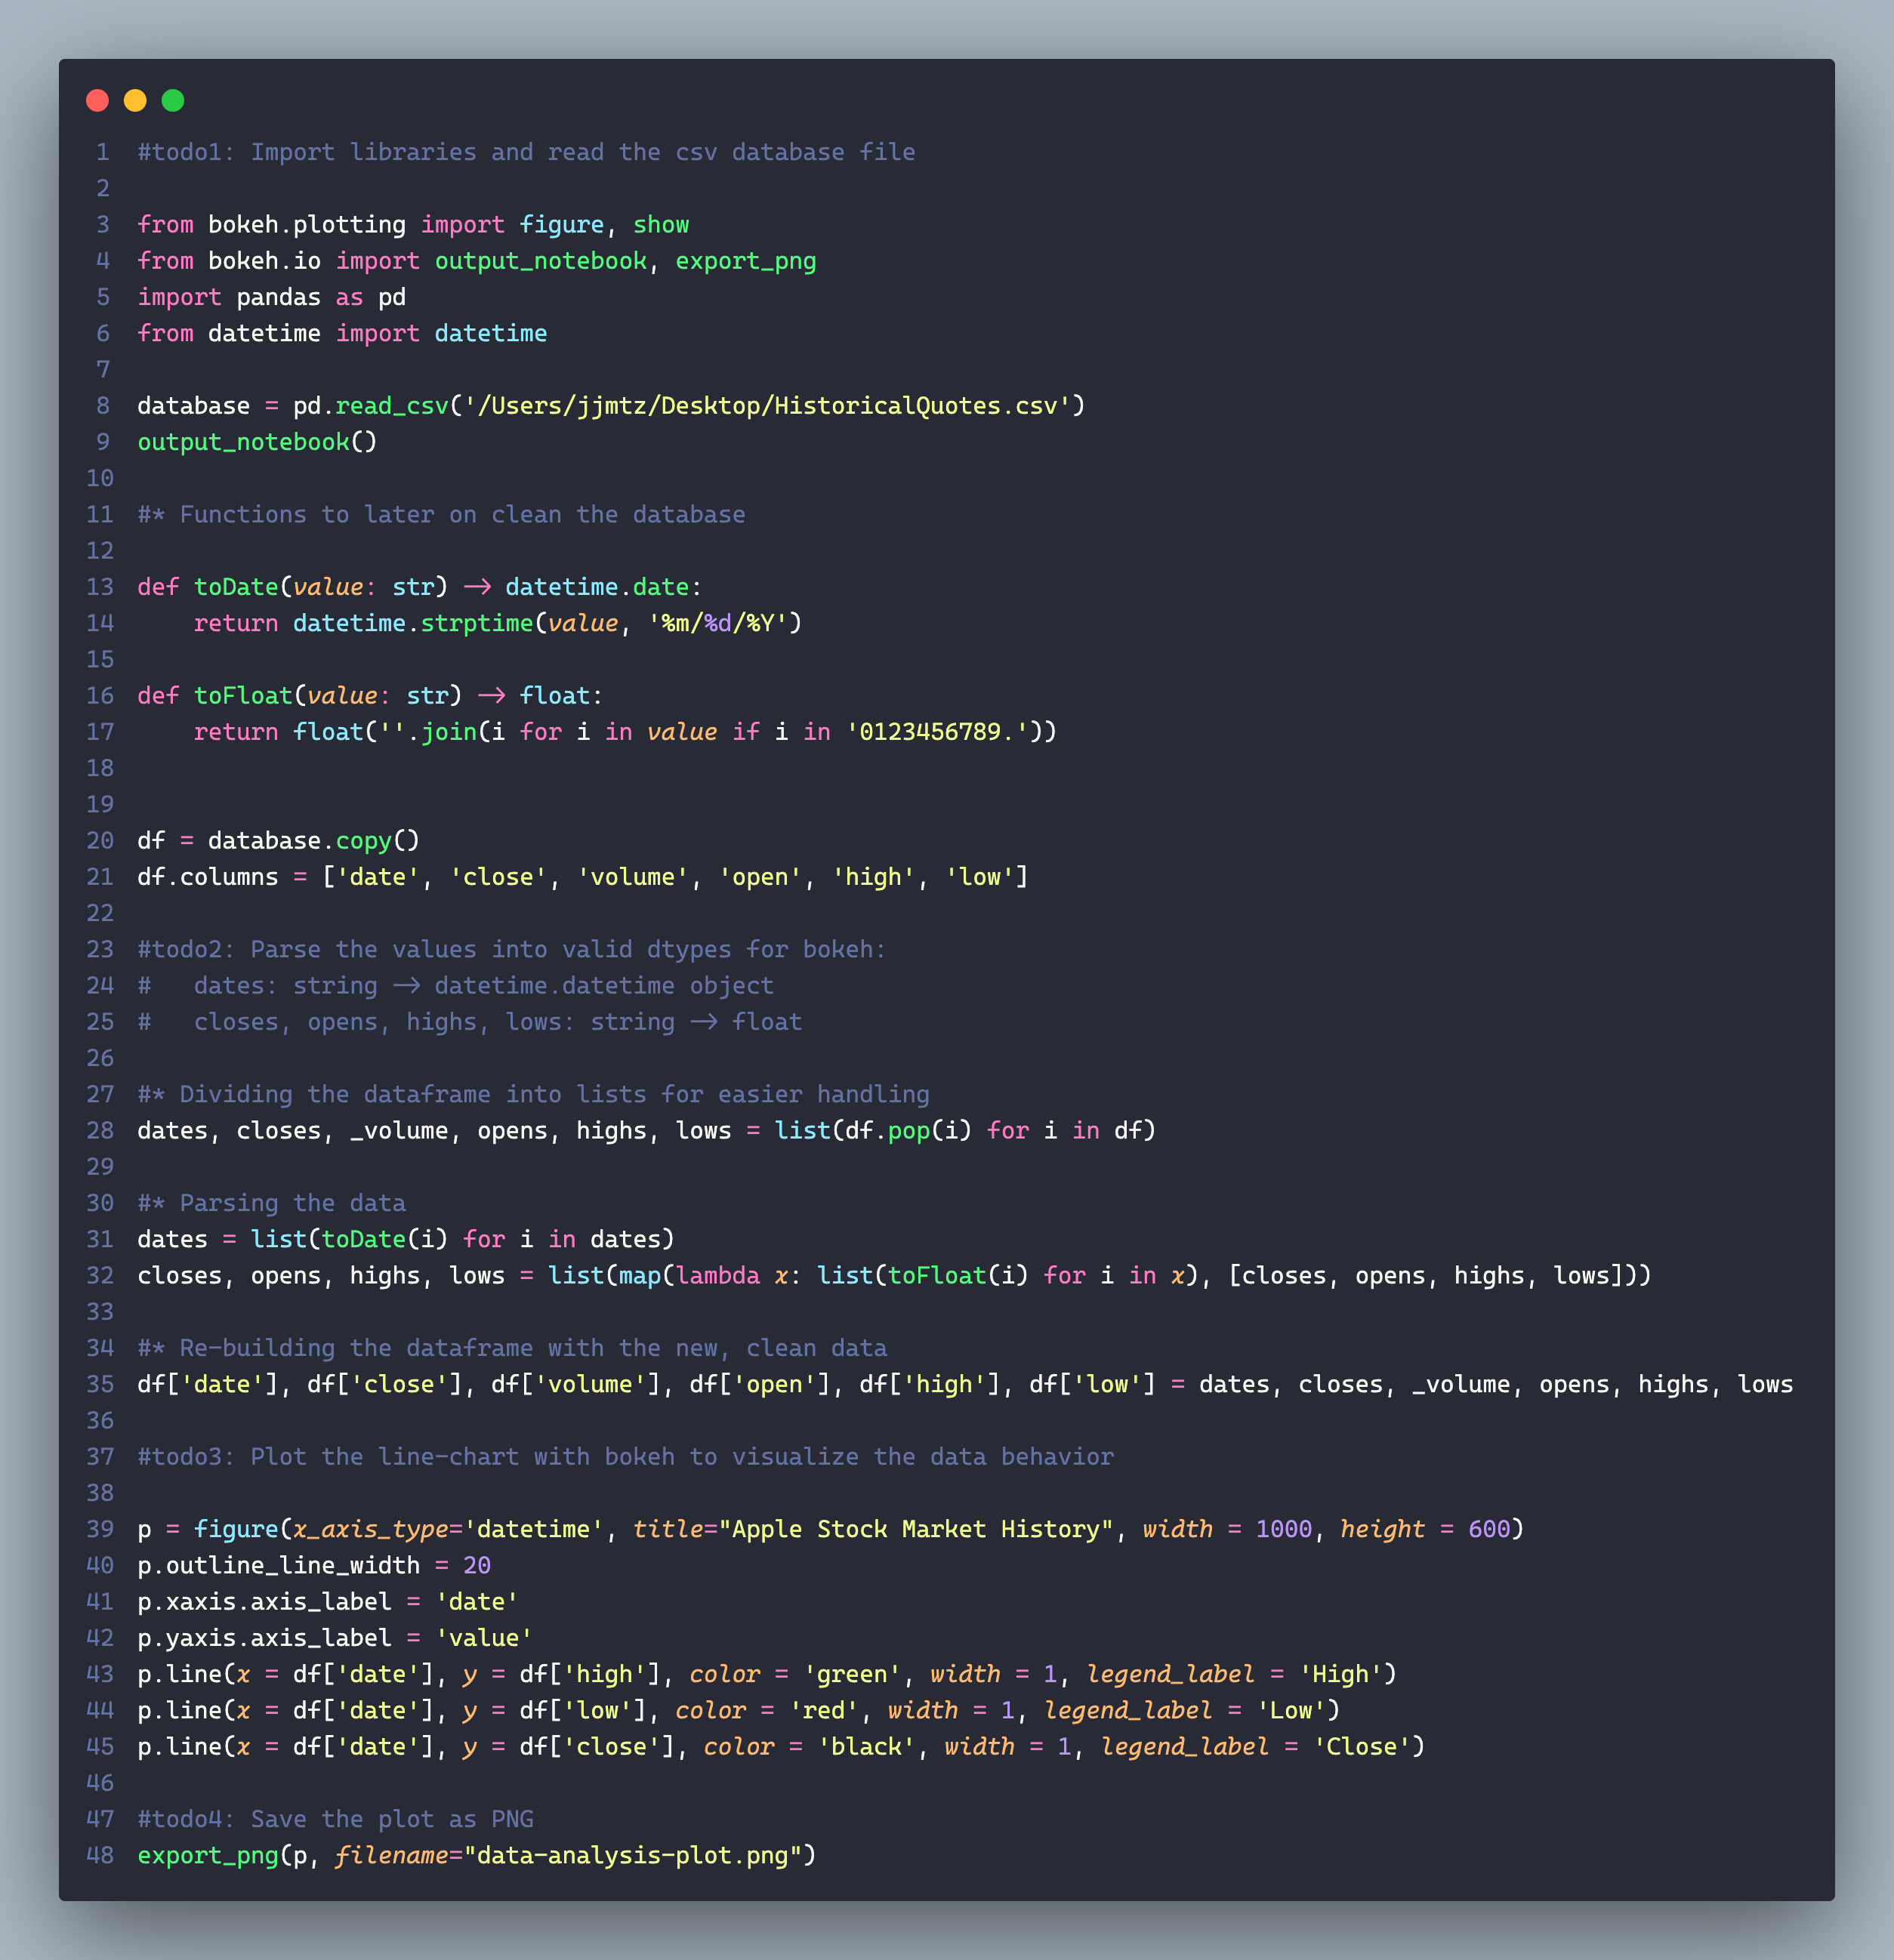 1 #todo1: Import libraries and read the csv database file
2
3 from bokeh.plotting import figure, show
4 from bokeh.io import output_notebook, export_png
5 import pandas as pd
6 from datetime import datetime
7
8 database = pd.read_csv('/Users/jjmtz/Desktop/HistoricalQuotes.csv')
9 output_notebook()
10
11 #* Functions to later on clean the database
12
13 def toDate(value: str) -> datetime.date:
14     return datetime.strptime(value, '%m/%d/%Y')
15
16 def toFloat(value: str) -> float:
17     return float(''.join(i for i in value if i in '0123456789.'))
18
19
20 df = database.copy()
21 df.columns = ['date', 'close', 'volume', 'open', 'high', 'low']
22
23 #todo2: Parse the values into valid dtypes for bokeh:
24 #   dates: string -> datetime.datetime object
25 #   closes, opens, highs, lows: string -> float
26
27 #* Dividing the dataframe into lists for easier handling
28 dates, closes, _volume, opens, highs, lows = list(df.pop(i) for i in df)
29
30 #* Parsing the data
31 dates = list(toDate(i) for i in dates)
32 closes, opens, highs, lows = list(map(lambda x: list(toFloat(i) for i in x), [closes, opens, highs, lows]))
33
34 #* Re-building the dataframe with the new, clean data
35 df['date'], df['close'], df['volume'], df['open'], df['high'], df['low'] = dates, closes, _volume, opens, highs, lows
36
37 #todo3: Plot the line-chart with bokeh to visualize the data behavior
38
39 p = figure(x_axis_type='datetime', title="Apple Stock Market History", width = 1000, height = 600)
40 p.outline_line_width = 20
41 p.xaxis.axis_label = 'date'
42 p.yaxis.axis_label = 'value'
43 p.line(x = df['date'], y = df['high'], color = 'green', width = 1, legend_label = 'High')
44 p.line(x = df['date'], y = df['low'], color = 'red', width = 1, legend_label = 'Low')
45 p.line(x = df['date'], y = df['close'], color = 'black', width = 1, legend_label = 'Close')
46
47 #todo4: Save the plot as PNG
48 export_png(p, filename="data-analysis-plot.png")